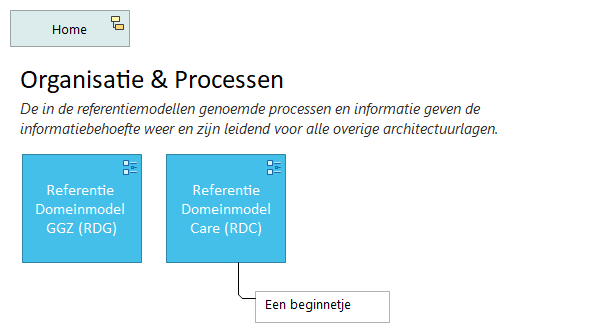 Home
Organisatie & Processen
De in de referentiemodellen genoemde processen en informatie geven de
informatiebehoefte weer en zijn leidend voor alle overige architectuurlagen.
Referentie
Domeinmodel
GGZ (RDG)
Referentie
Domeinmodel
Care (RDC)
Een beginnetje